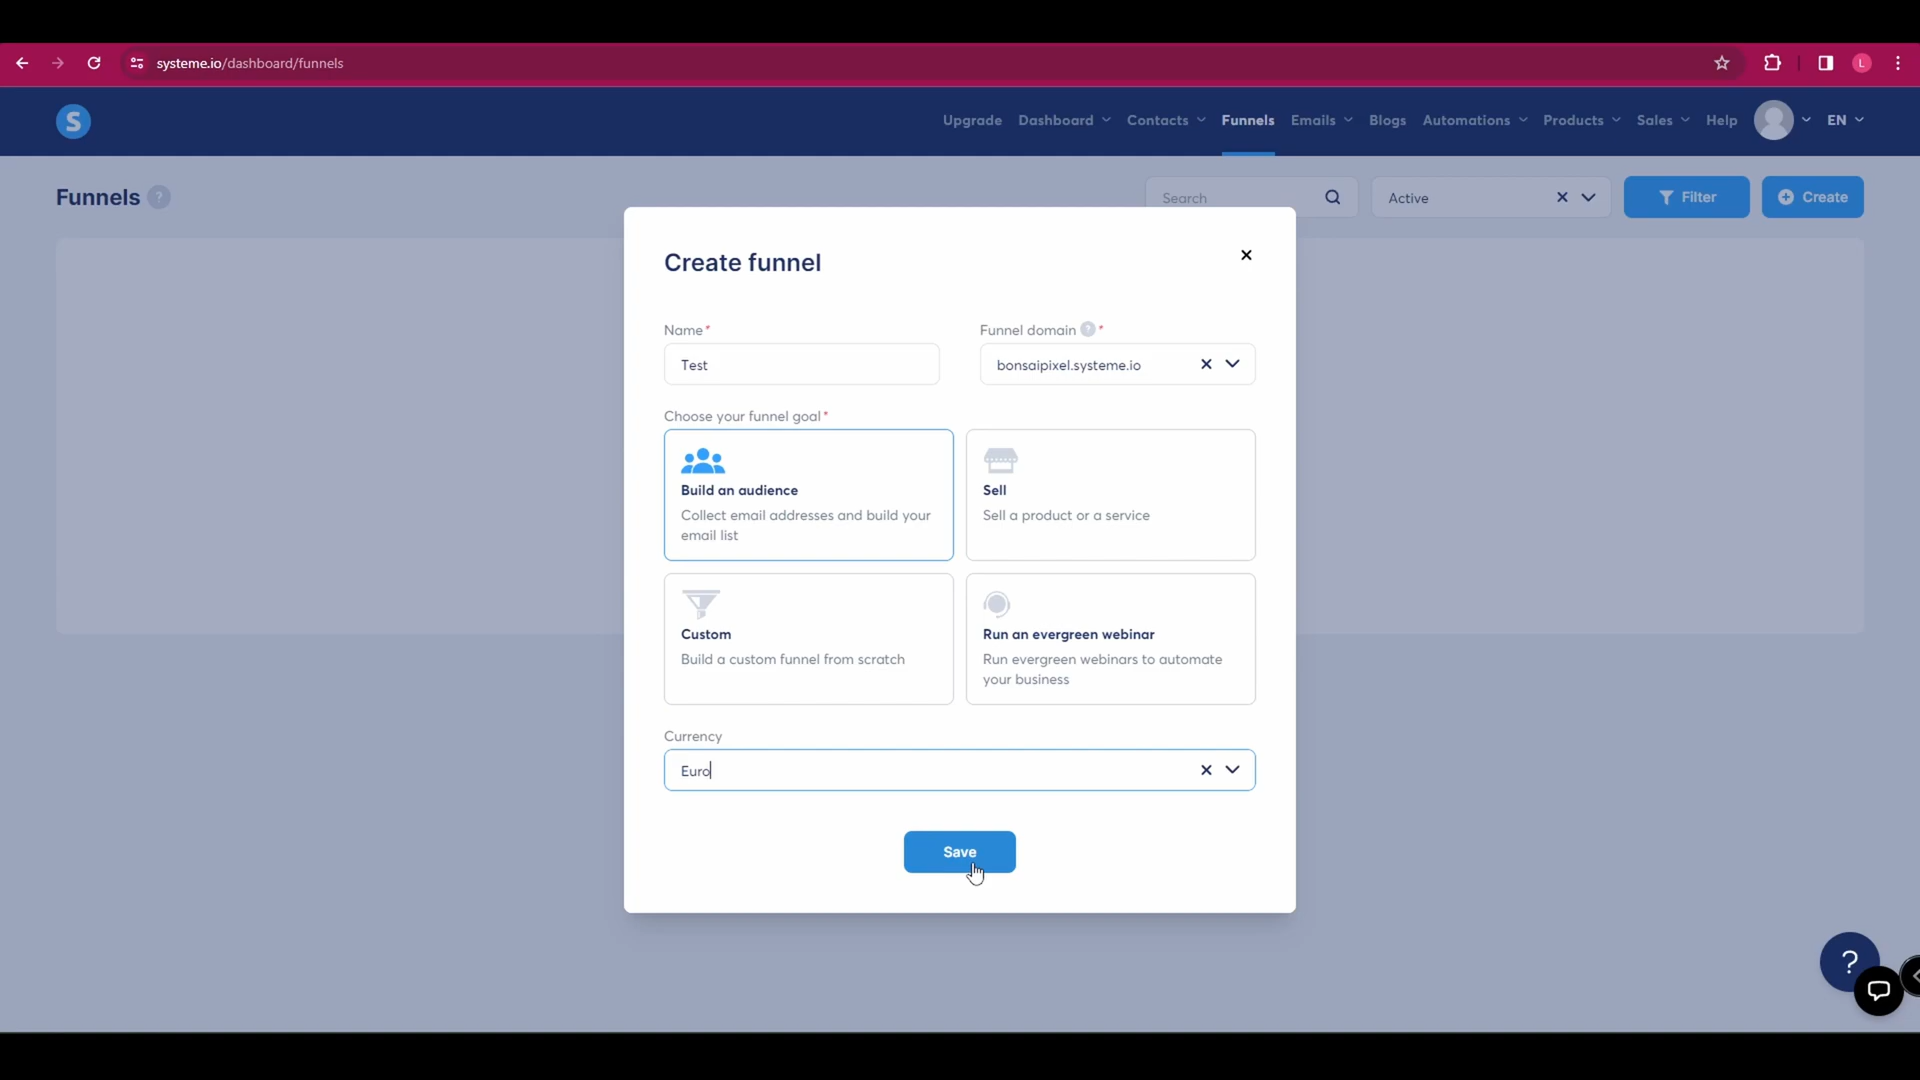 systeme.io/dashboard/funnels
L
S
Upgrade Dashboard Contacts Funnels Emails Blogs Automations Products Sales Help EN
Funnels ?
Search
Active
Filter
Create
Create funnel
Name*
Funnel domain ? *
Test
bonsaipixel.systeme.io
Choose your funnel goal*
Build an audience
Collect email addresses and build your
email list
Sell
Sell a product or a service
Custom
Build a custom funnel from scratch
Run an evergreen webinar
Run evergreen webinars to automate
your business
Currency
Euro
Save
?